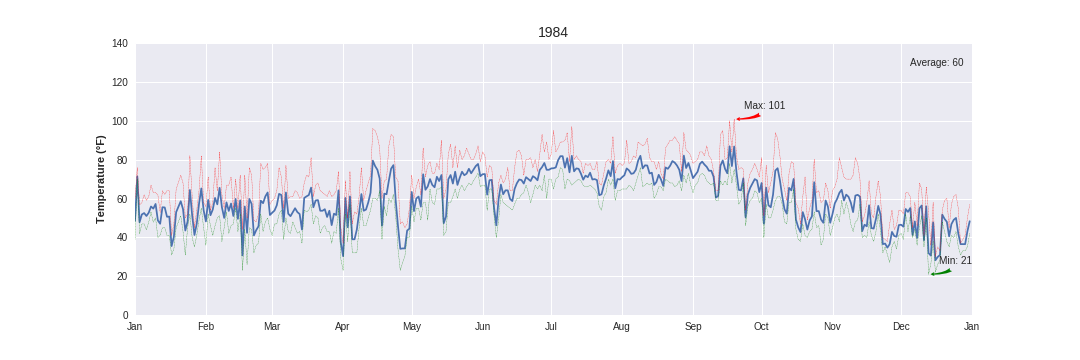 1984
140
Average: 60
120
Max: 101
100
80
60
40
Min: 21
20
0
Temperature (°F)
Jan Feb Mar Apr May Jun Jul Aug Sep Oct Nov Dec Jan